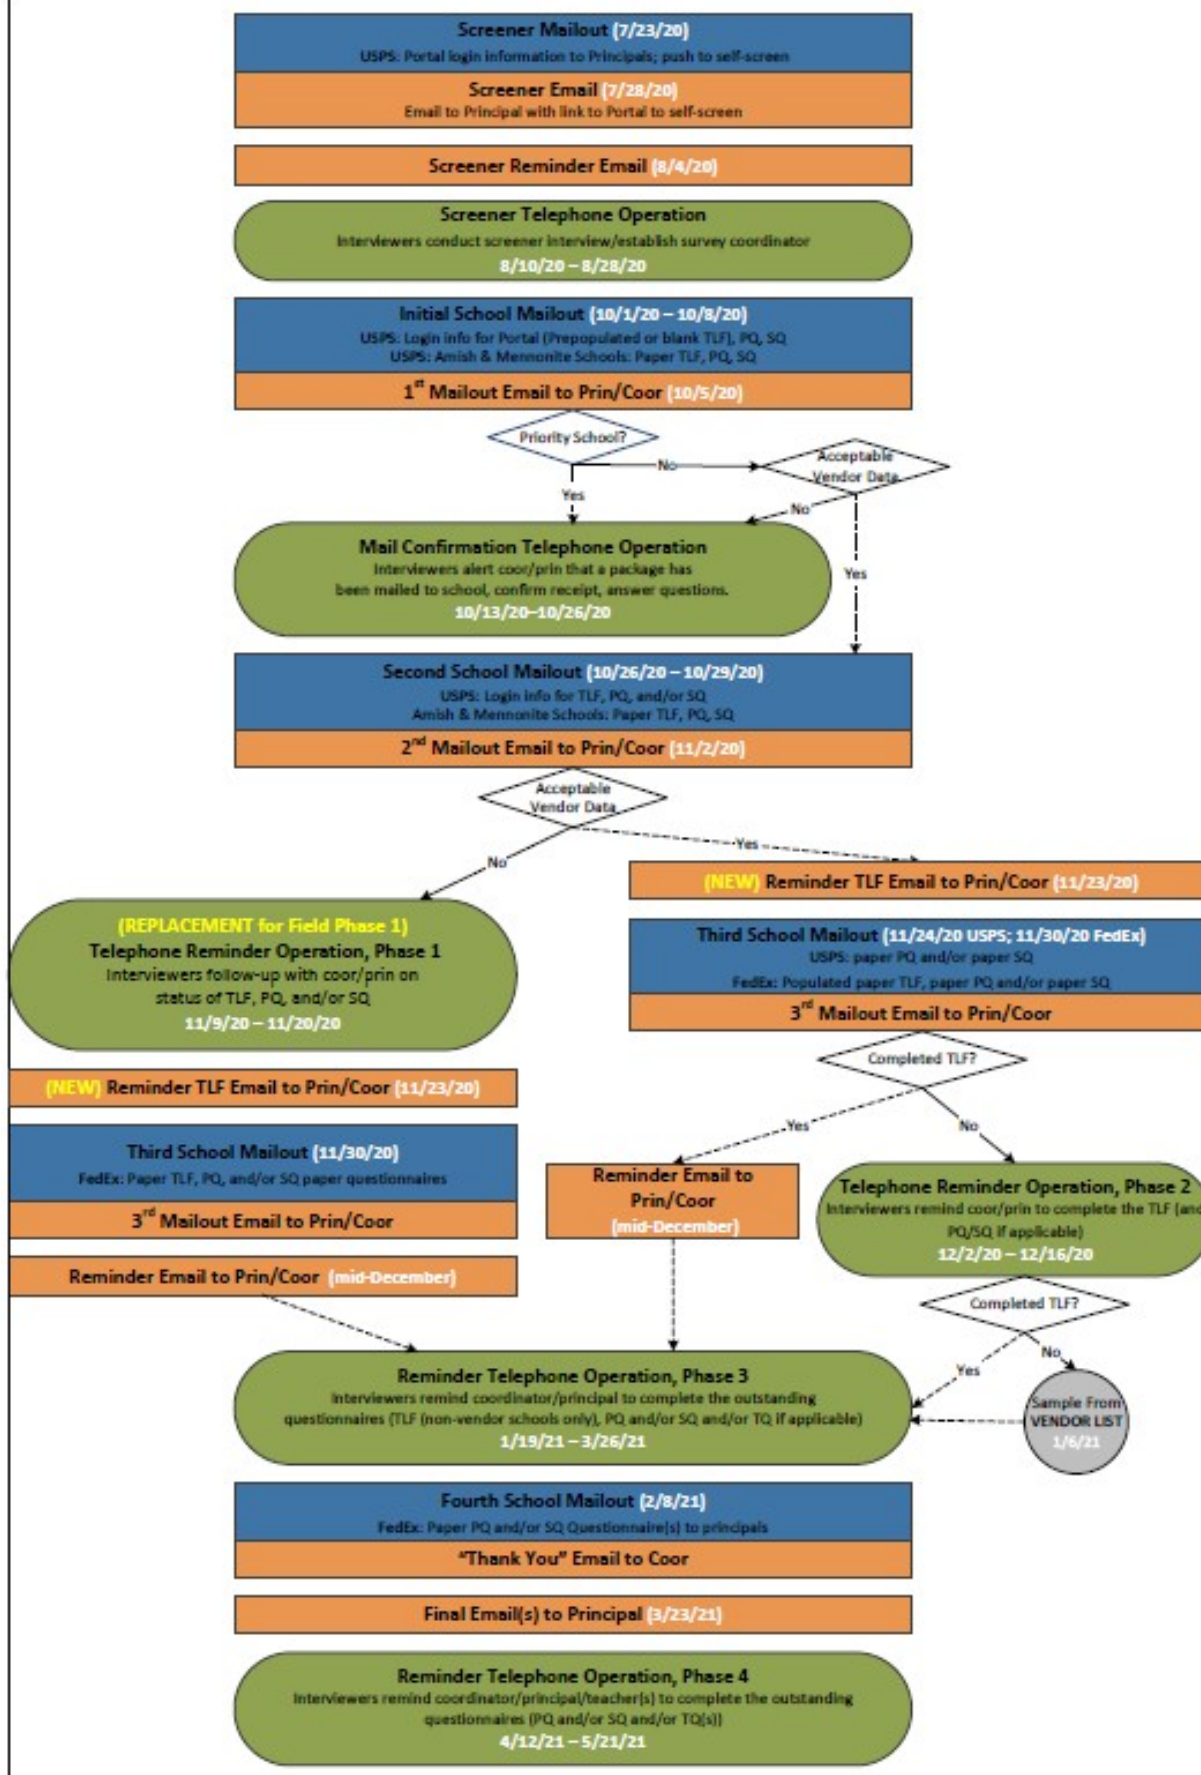 Screener Mailout (7/23/20)
USPS: Portal login information to Principals; push to self-screen
Screener Email (7/28/20)
Email to Principal with link to Portal to self-screen
Screener Reminder Email (8/4/20)
Screener Telephone Operation
Interviewers conduct screener interview/establish survey coordinator
8/10/20 – 8/28/20
Initial School Mailout (10/1/20 – 10/8/20)
USPS: Login info for Portal (Prepopulated or blank TLF), PQ, SQ
USPS: Amish & Mennonite Schools: Paper TLF, PQ, SQ
1st Mailout Email to Prin/Coor (10/5/20)
Priority School?
No
Acceptable
Vendor Data
Yes
No
Mail Confirmation Telephone Operation
Interviewers alert coor/prin that a package has
been mailed to school, confirm receipt, answer questions.
10/13/20–10/26/20
Yes
Second School Mailout (10/26/20 – 10/29/20)
USPS: Login info for TLF, PQ, and/or SQ
Amish & Mennonite Schools: Paper TLF, PQ, SQ
2nd Mailout Email to Prin/Coor (11/2/20)
Acceptable
Vendor Data
No
Yes
(REPLACEMENT for Field Phase 1)
Telephone Reminder Operation, Phase 1
Interviewers follow-up with coor/prin on
status of TLF, PQ, and/or SQ
11/9/20 – 11/20/20
(NEW) Reminder TLF Email to Prin/Coor (11/23/20)
Third School Mailout (11/30/20)
FedEx: Paper TLF, PQ, and/or SQ paper questionnaires
3rd Mailout Email to Prin/Coor
Reminder Email to Prin/Coor (mid-December)
(NEW) Reminder TLF Email to Prin/Coor (11/23/20)
Third School Mailout (11/24/20 USPS; 11/30/20 FedEx)
USPS: paper PQ and/or paper SQ
FedEx: Populated paper TLF, paper PQ and/or paper SQ
3rd Mailout Email to Prin/Coor
Completed TLF?
Yes
No
Reminder Email to
Prin/Coor
(mid-December)
Telephone Reminder Operation, Phase 2
Interviewers remind coor/prin to complete the TLF (and
PQ/SQ if applicable)
12/2/20 – 12/16/20
Completed TLF?
Yes
No
Sample From
VENDOR LIST
1/6/21
Reminder Telephone Operation, Phase 3
Interviewers remind coordinator/principal to complete the outstanding
questionnaires (TLF (non-vendor schools only), PQ and/or SQ and/or TQ if applicable)
1/19/21 – 3/26/21
Fourth School Mailout (2/8/21)
FedEx: Paper PQ and/or SQ Questionnaire(s) to principals
"Thank You" Email to Coor
Final Email(s) to Principal (3/23/21)
Reminder Telephone Operation, Phase 4
Interviewers remind coordinator/principal/teacher(s) to complete the outstanding
questionnaires (PQ and/or SQ and/or TQ(s))
4/12/21 – 5/21/21